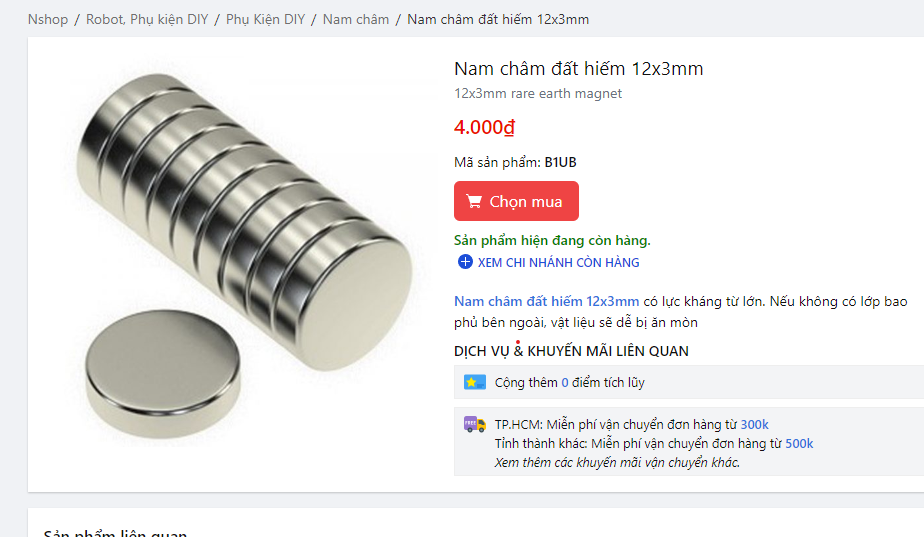 Nshop / Robot, Phụ kiện DIY / Phụ Kiện DIY / Nam châm / Nam châm đất hiếm 12x3mm
Nam châm đất hiếm 12x3mm
12x3mm rare earth magnet
4.000₫
Mã sản phẩm: B1UB
Chọn mua
Sản phẩm hiện đang còn hàng.
XEM CHI NHÁNH CÒN HÀNG
Nam châm đất hiếm 12x3mm có lực kháng từ lớn. Nếu không có lớp bao
phủ bên ngoài, vật liệu sẽ dễ bị ăn mòn
DỊCH VỤ & KHUYẾN MÃI LIÊN QUAN
Cộng thêm 0 điểm tích lũy
FREE
TP.HCM: Miễn phí vận chuyển đơn hàng từ 300k
Tỉnh thành khác: Miễn phí vận chuyển đơn hàng từ 500k
Xem thêm các khuyến mãi vận chuyển khác.
Sản phẩm liên quan